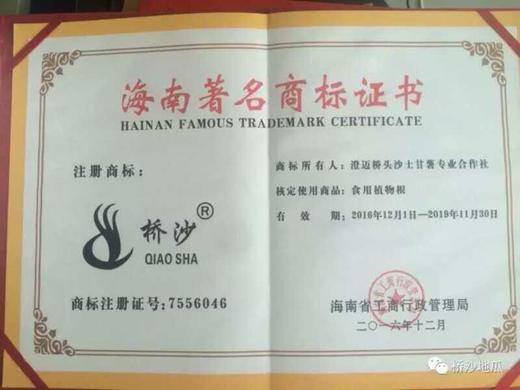 海南著名商标证书
HAINAN FAMOUS TRADEMARK CERTIFICATE
注册商标：
桥沙®
QIAO SHA
商标注册证号：7556046
商标所有人：澄迈桥头沙土甘薯专业合作社
核定使用商品：食用植物根
有 效 期：2016年12月1日—2019年11月30日
海南省工商行政管理局
二〇一六年十二月
桥沙地瓜